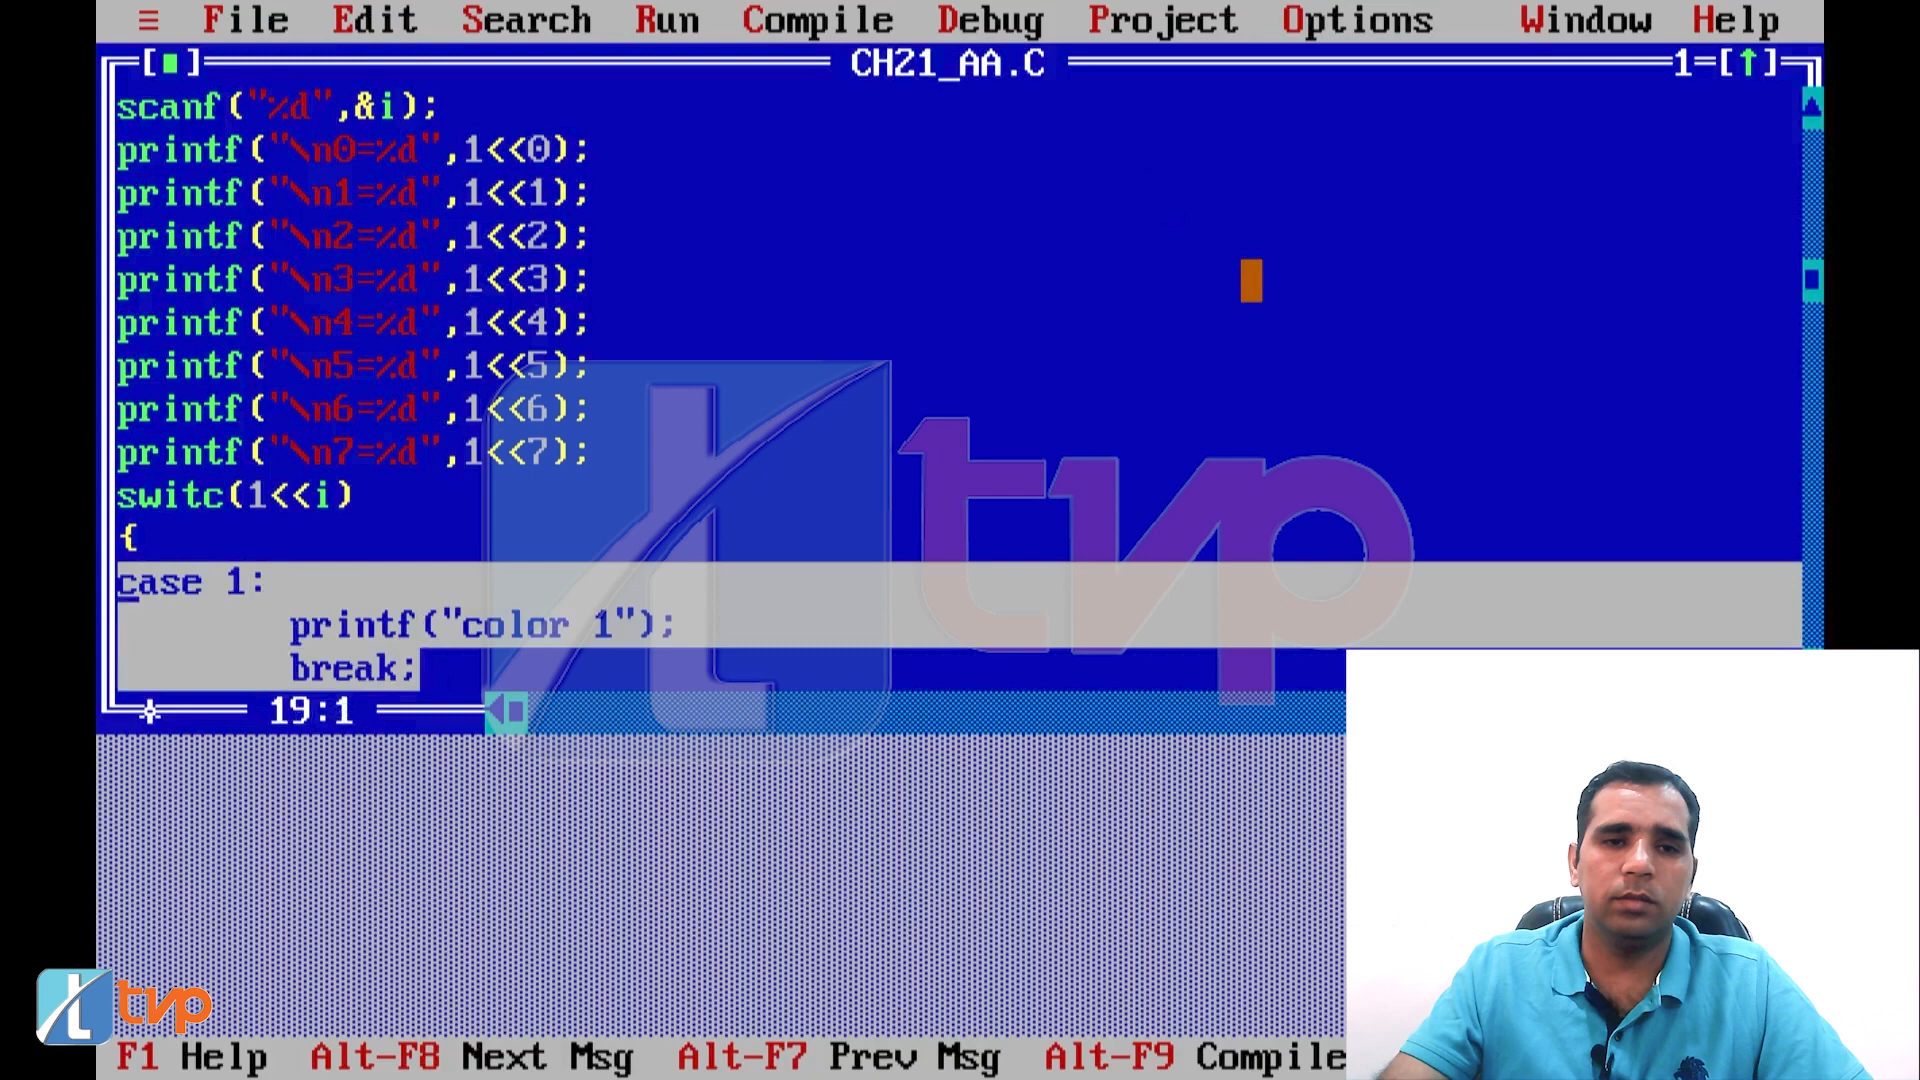 ≡ File Edit Search Run Compile Debug Project Options Window Help
[■] CH21_AA.C 1=[↑]
scanf("%d",&i);
printf("\n0=%d",1<<0);
printf("\n1=%d",1<<1);
printf("\n2=%d",1<<2);
printf("\n3=%d",1<<3);
printf("\n4=%d",1<<4);
printf("\n5=%d",1<<5);
printf("\n6=%d",1<<6);
printf("\n7=%d",1<<7);
switc(1<<i)
{
case 1:
printf("color 1");
break;
19:1
t tvp
t tvp
F1 Help Alt-F8 Next Msg Alt-F7 Prev Msg Alt-F9 Compile